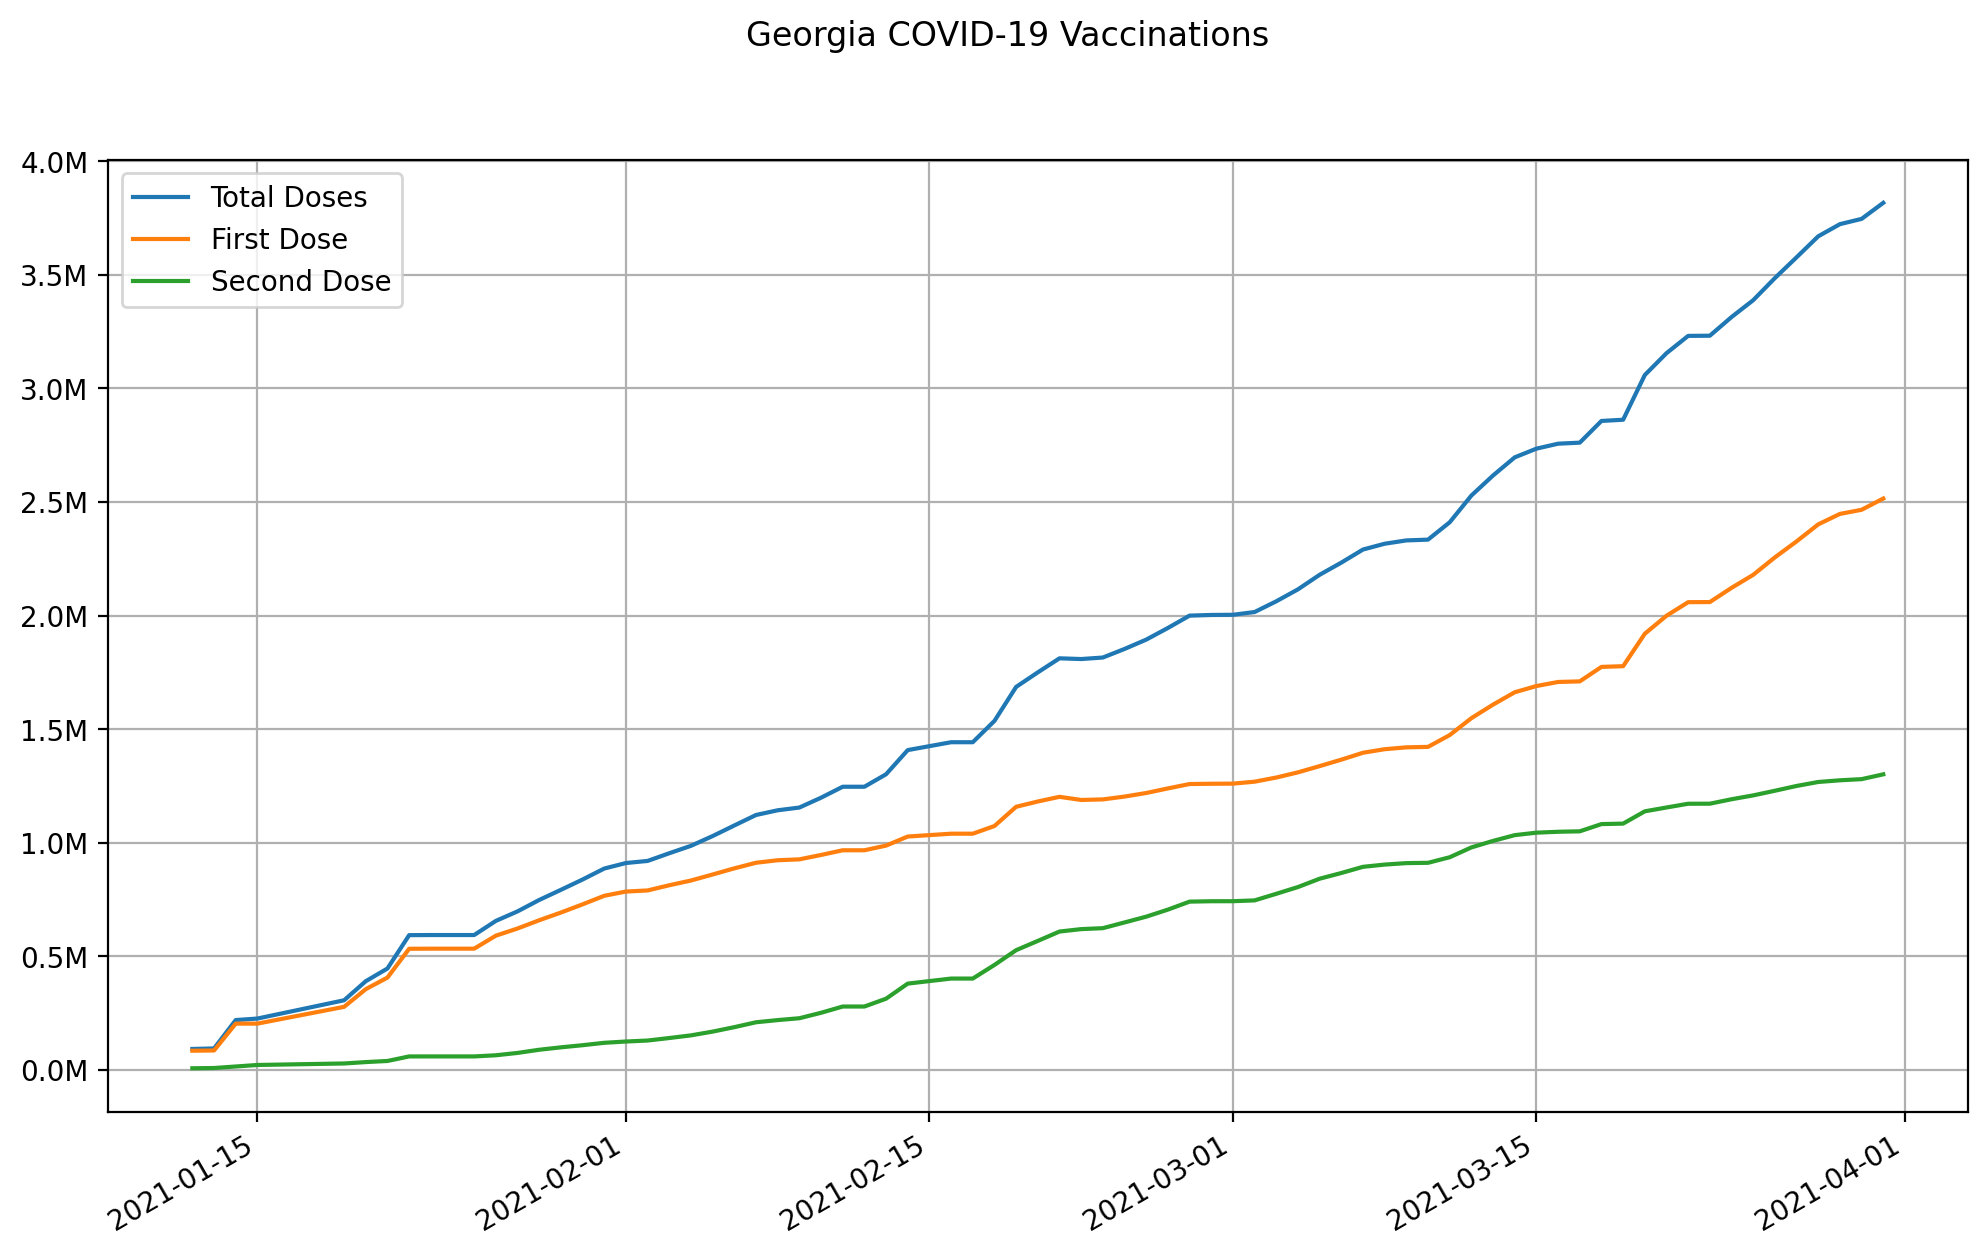 Georgia COVID-19 Vaccinations
4.0M
3.5M
3.0M
2.5M
2.0M
1.5M
1.0M
0.5M
0.0M
Total Doses
First Dose
Second Dose
2021-01-15
2021-02-01
2021-02-15
2021-03-01
2021-03-15
2021-04-01